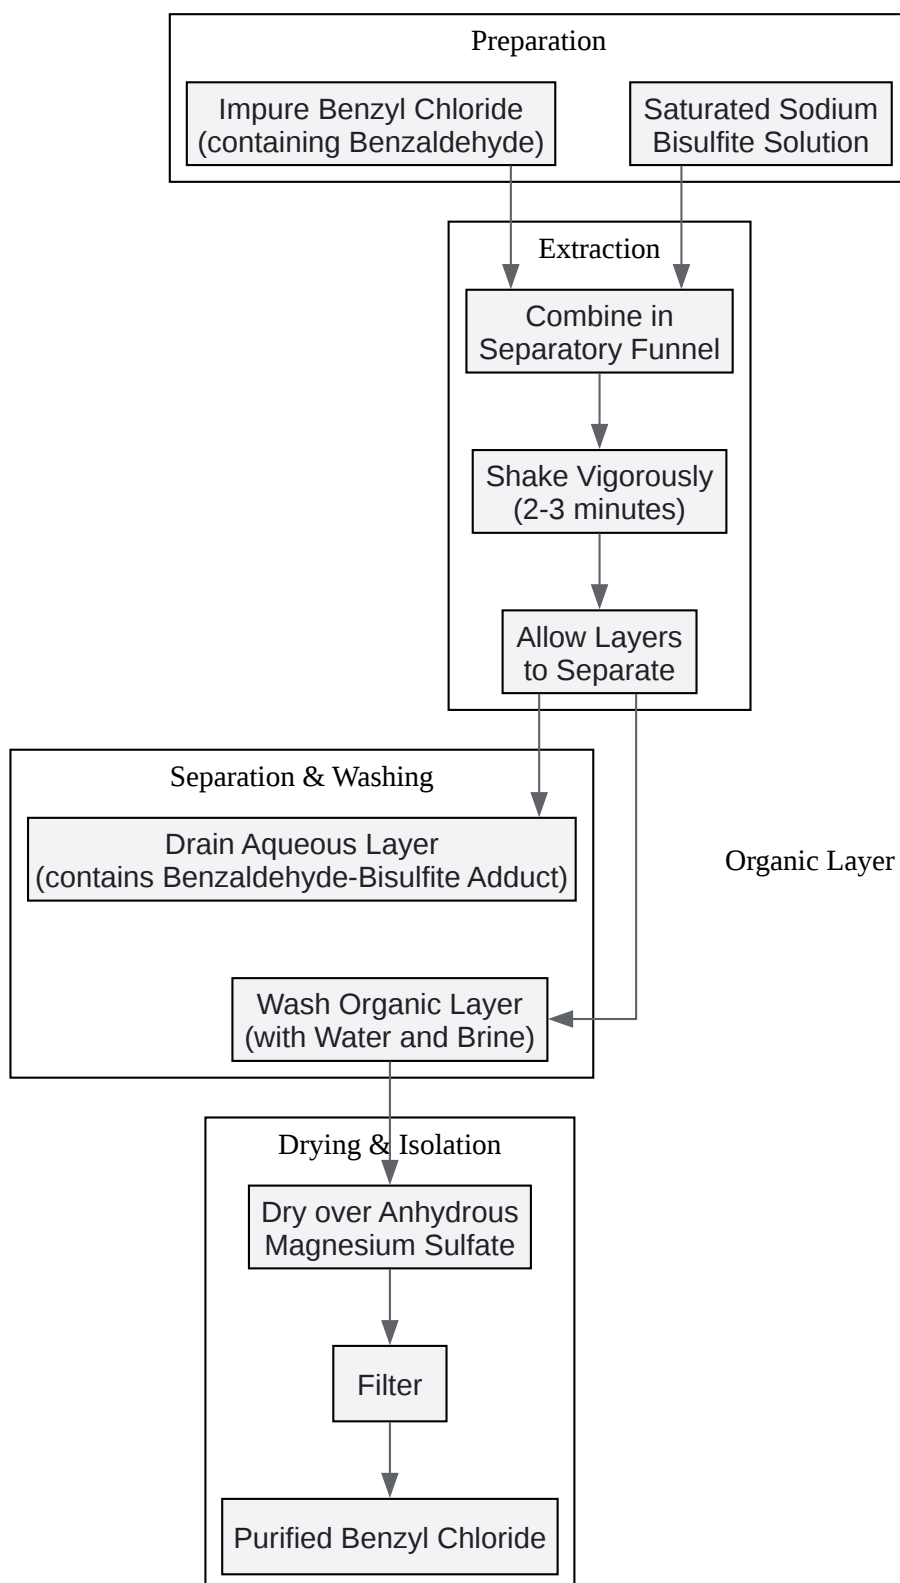 Preparation
Impure Benzyl Chloride
(containing Benzaldehyde)
Saturated Sodium
Bisulfite Solution
Extraction
Combine in
Separatory Funnel
Shake Vigorously
(2-3 minutes)
Allow Layers
to Separate
Separation & Washing
Drain Aqueous Layer
(contains Benzaldehyde-Bisulfite Adduct)
Organic Layer
Wash Organic Layer
(with Water and Brine)
Drying & Isolation
Dry over Anhydrous
Magnesium Sulfate
Filter
Purified Benzyl Chloride